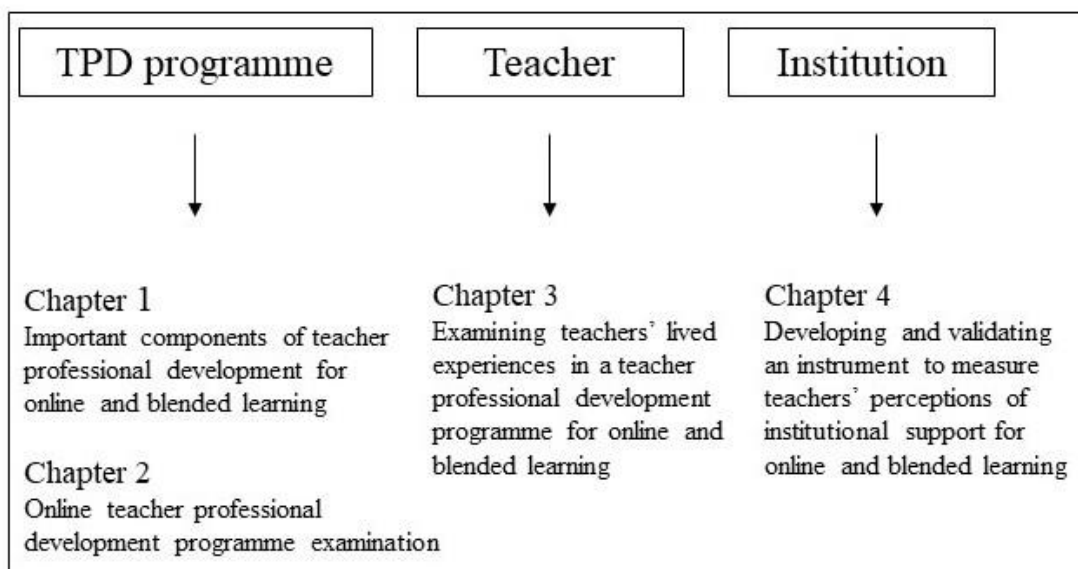 TPD programme
Teacher
Institution
Chapter 1
Important components of teacher
professional development for
online and blended learning
Chapter 2
Online teacher professional
development programme examination
Chapter 3
Examining teachers’ lived
experiences in a teacher
professional development
programme for online and
blended learning
Chapter 4
Developing and validating
an instrument to measure
teachers’ perceptions of
institutional support for
online and blended learning